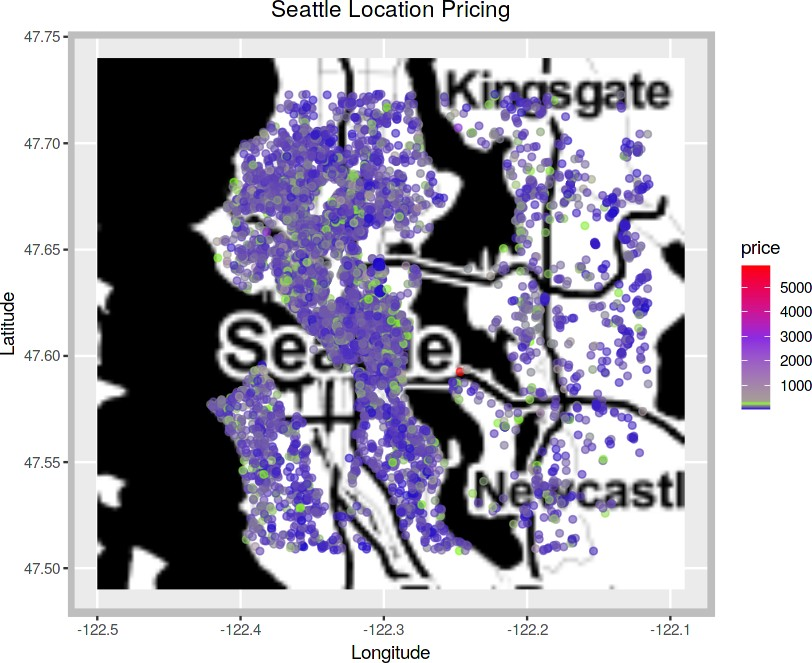 Seattle Location Pricing
47.75
47.70
47.65
47.60
47.55
47.50
Latitude
Kingsgate
Seattle
Newcastl
-122.5
-122.4
-122.3
-122.2
-122.1
Longitude
price
5000
4000
3000
2000
1000